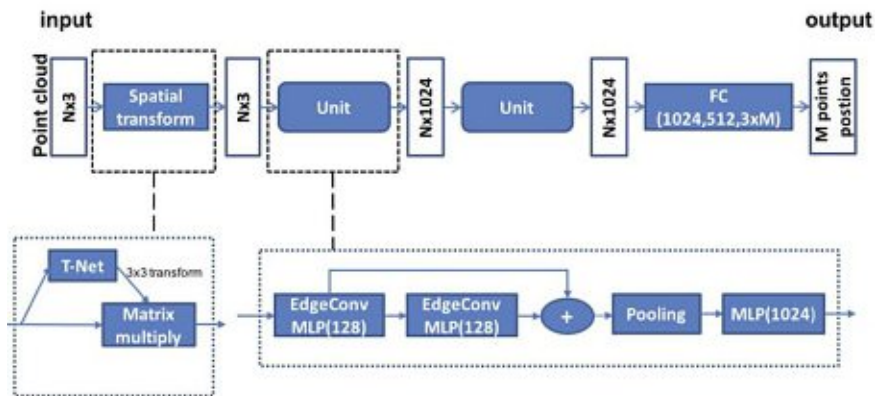 input
output
Point cloud
Nx3
Spatial
transform
Nx3
Unit
Nx1024
Unit
Nx1024
FC
(1024,512,3xM)
M points
postion
T-Net
3x3 transform
Matrix
multiply
EdgeConv
MLP(128)
EdgeConv
MLP(128)
+
Pooling
MLP(1024)